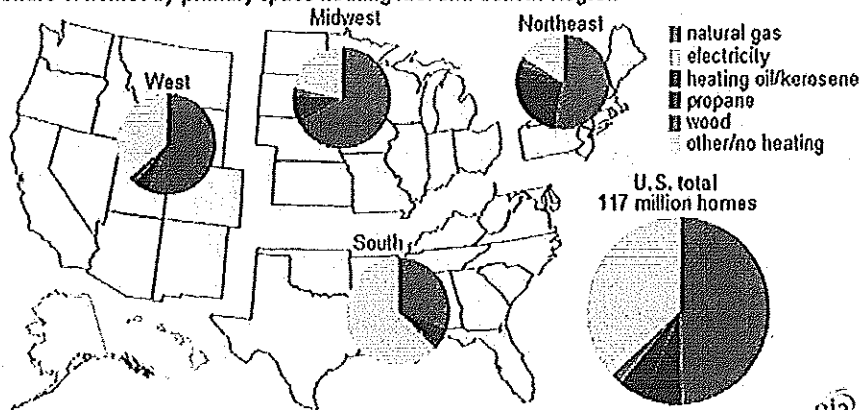 Midwest
Northeast
natural gas
electricity
heating oil/kerosene
propane
wood
other/no heating
West
U.S. total
117 million homes
South
eia